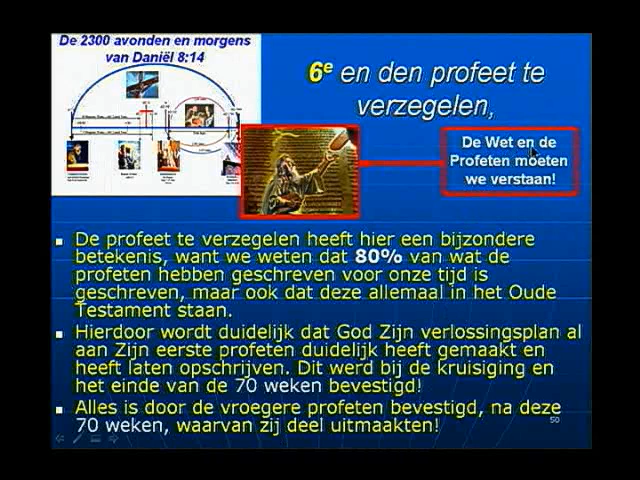 De 2300 avonden en morgens
van Daniël 8:14
6e en den profeet te
verzegelen,
De Wet en de
Profeten moeten
we verstaan!
De profeet te verzegelen heeft hier een bijzondere
betekenis, want we weten dat 80% van wat de
profeten hebben geschreven voor onze tijd is
geschreven, maar ook dat deze allemaal in het Oude
Testament staan.
Hierdoor wordt duidelijk dat God Zijn verlossingsplan al
aan Zijn eerste profeten duidelijk heeft gemaakt en
heeft laten opschrijven. Dit werd bij de kruisiging en
het einde van de 70 weken bevestigd!
Alles is door de vroegere profeten bevestigd, na deze
70 weken, waarvan zij deel uitmaakten!
50